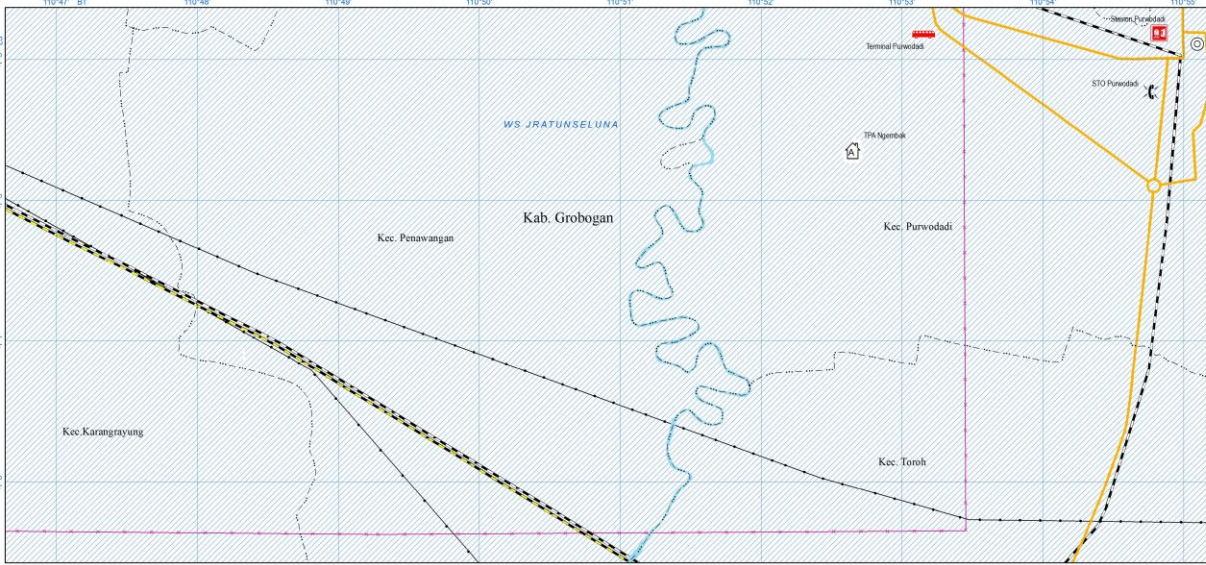 110°47' BT
110°48'
110°49'
110°50'
110°51'
110°52'
110°53'
110°54'
110°55'
Stasiun Purwodadi
Terminal Purwodadi
STO Purwodadi
WS JRATUNSELUNA
TPA Ngembak
A
Kab. Grobogan
Kec. Purwodadi
Kec. Penawangan
Kec.Karangrayung
Kec. Toroh